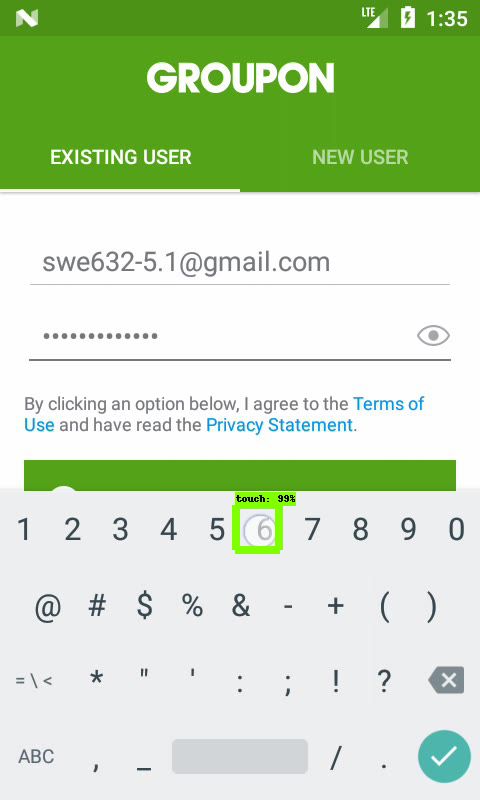 LTE 1:35
GROUPON
EXISTING USER NEW USER
swe632-5.1@gmail.com
•••••••••••••
By clicking an option below, I agree to the Terms of
Use and have read the Privacy Statement.
touch: 99%
1 2 3 4 5 6 7 8 9 0
@ # $ % & - + ( )
= \ < * " ' : ; ! ?
ABC , _ / .